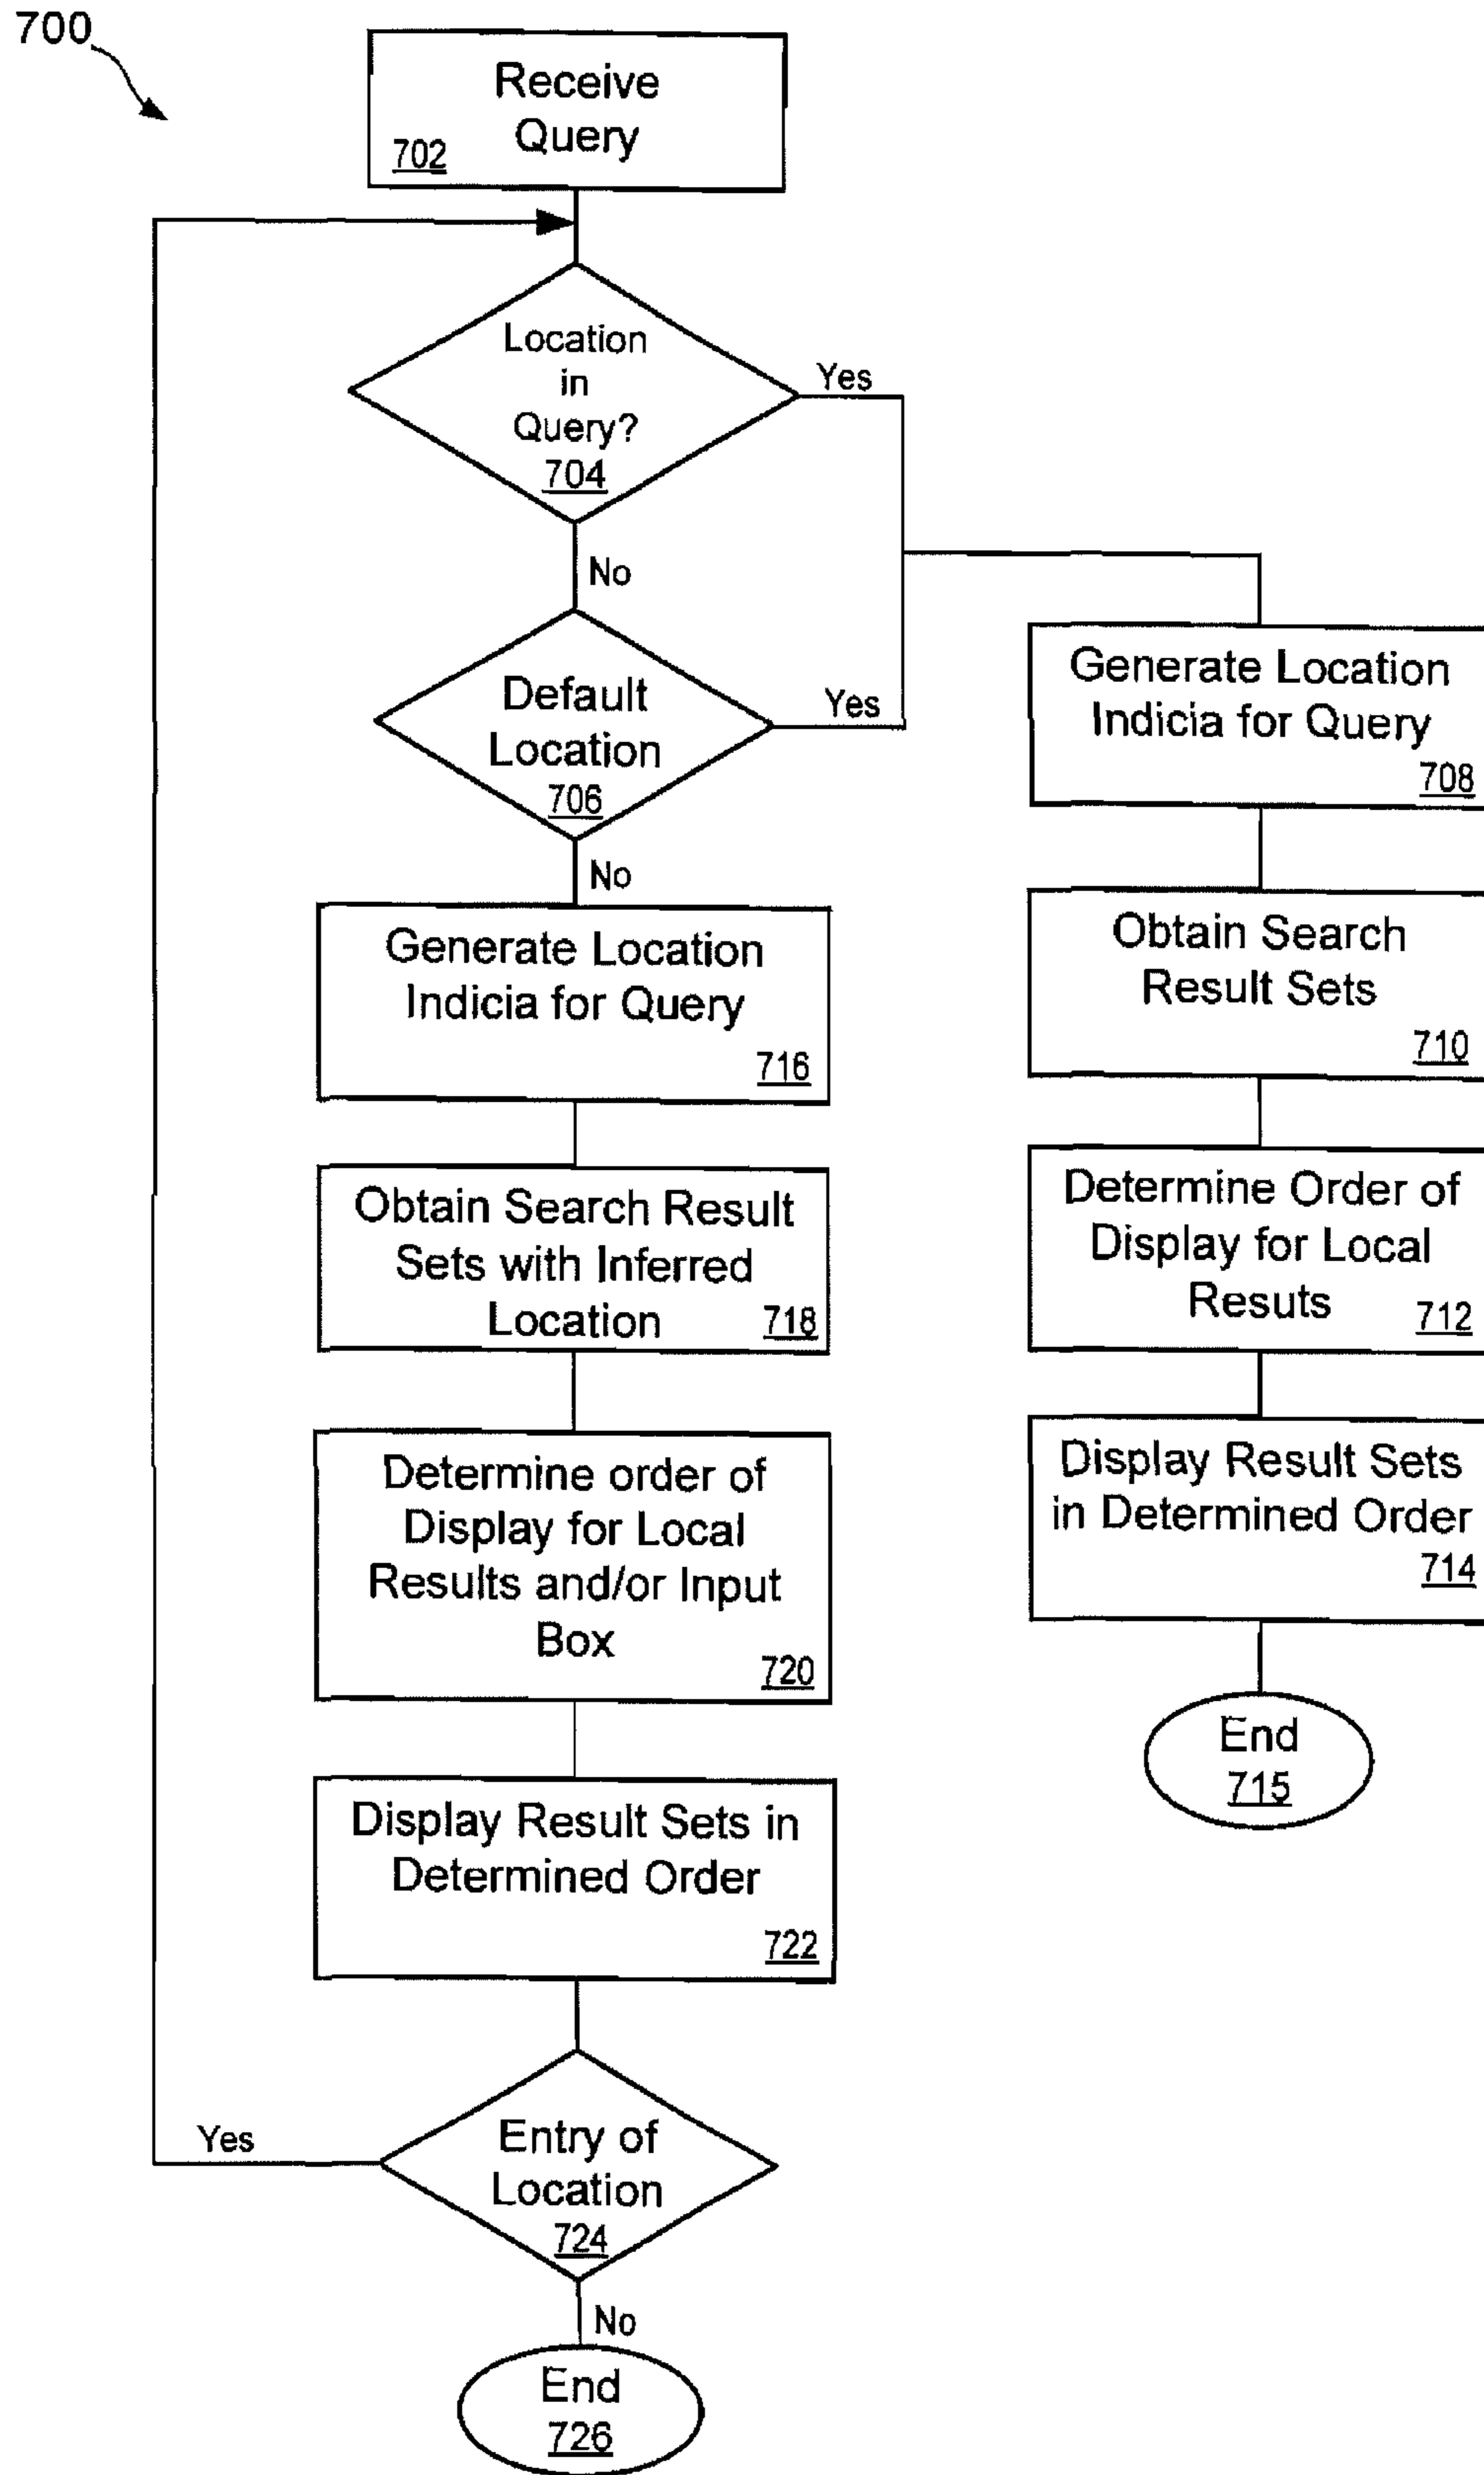 700
Receive
Query
702
Location
in
Query?
704
Yes
No
Default
Location
706
Yes
No
Generate Location
Indicia for Query
708
Obtain Search
Result Sets
710
Determine Order of
Display for Local
Resuts
712
Display Result Sets
in Determined Order
714
End
715
Generate Location
Indicia for Query
716
Obtain Search Result
Sets with Inferred
Location
718
Determine order of
Display for Local
Results and/or Input
Box
720
Display Result Sets in
Determined Order
722
Entry of
Location
724
Yes
No
End
726